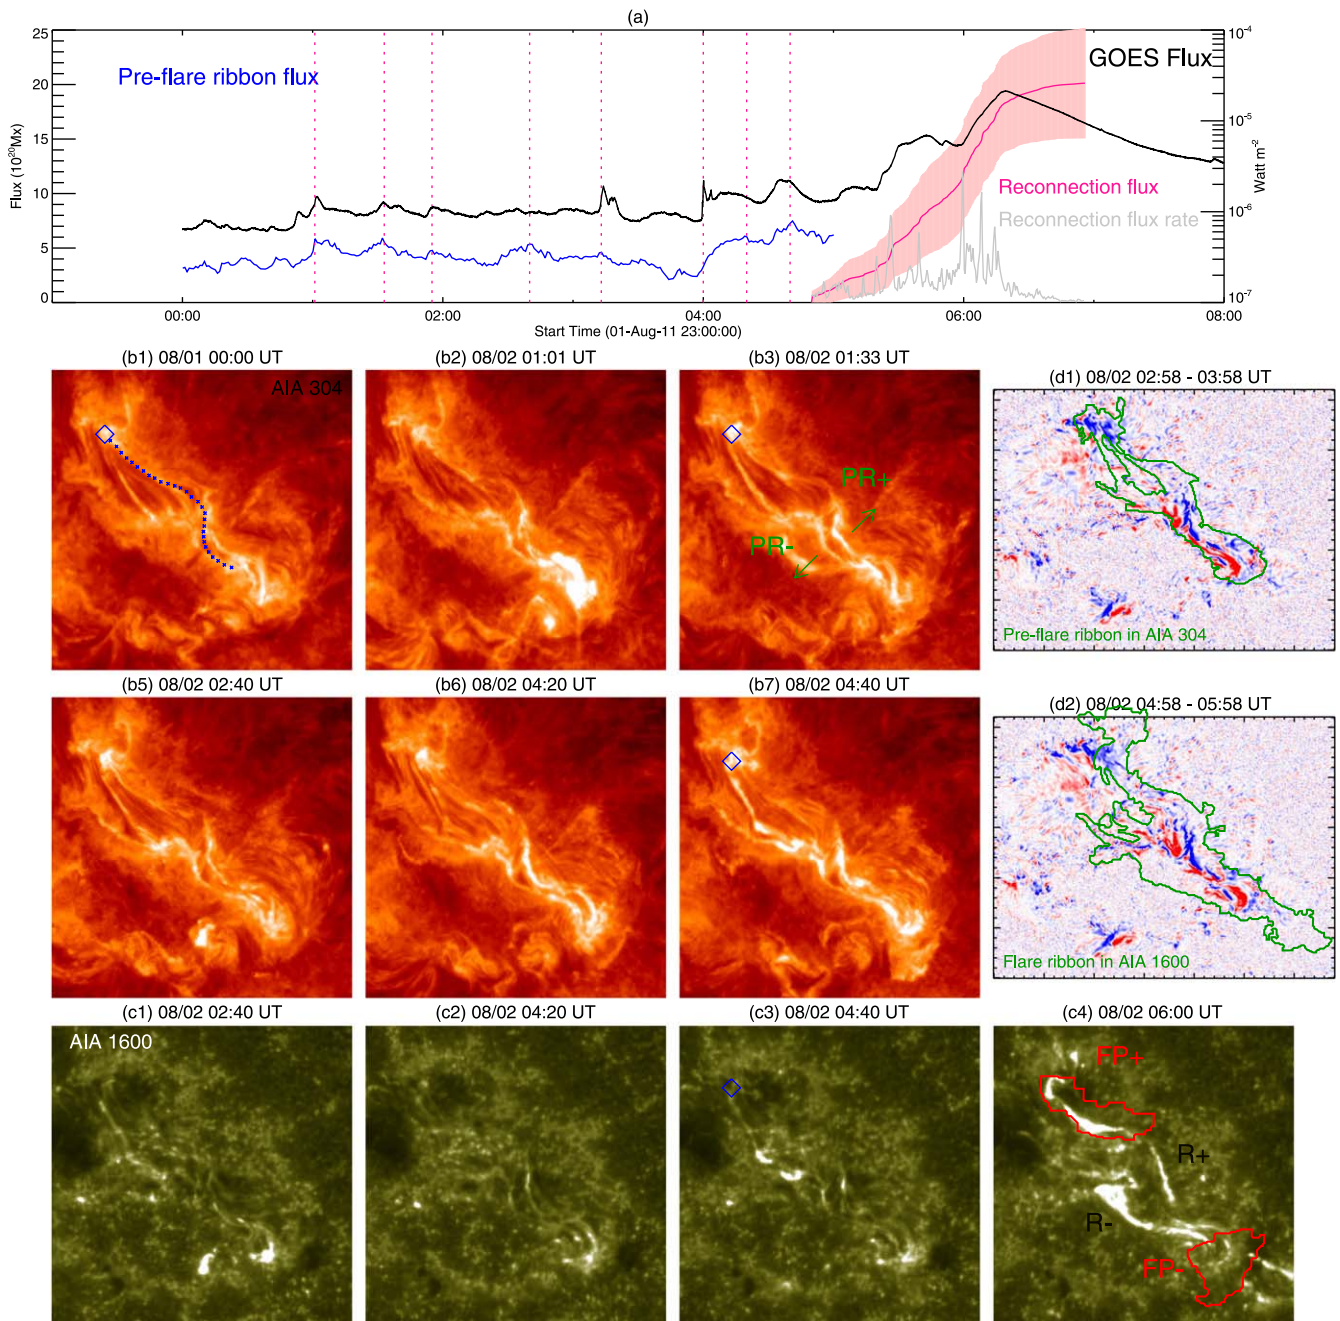 (a)
25
20
15
10
5
0
Flux (10²⁰Mx)
Pre-flare ribbon flux
GOES Flux
Reconnection flux
Reconnection flux rate
10⁻⁴
10⁻⁵
10⁻⁶
10⁻⁷
Watt m⁻²
00:00 02:00 04:00 06:00 08:00
Start Time (01-Aug-11 23:00:00)
(b1) 08/01 00:00 UT
AIA 304
(b2) 08/02 01:01 UT
(b3) 08/02 01:33 UT
PR+
PR-
(d1) 08/02 02:58 - 03:58 UT
Pre-flare ribbon in AIA 304
(b5) 08/02 02:40 UT
(b6) 08/02 04:20 UT
(b7) 08/02 04:40 UT
(d2) 08/02 04:58 - 05:58 UT
Flare ribbon in AIA 1600
(c1) 08/02 02:40 UT
AIA 1600
(c2) 08/02 04:20 UT
(c3) 08/02 04:40 UT
(c4) 08/02 06:00 UT
FP+
R+
R-
FP-